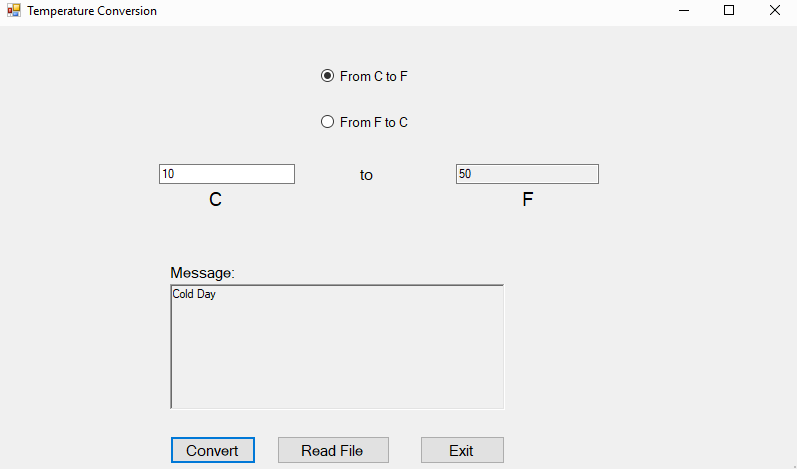 Temperature Conversion
From C to F
From F to C
10 to 50
C F
Message:
Cold Day
Convert Read File Exit